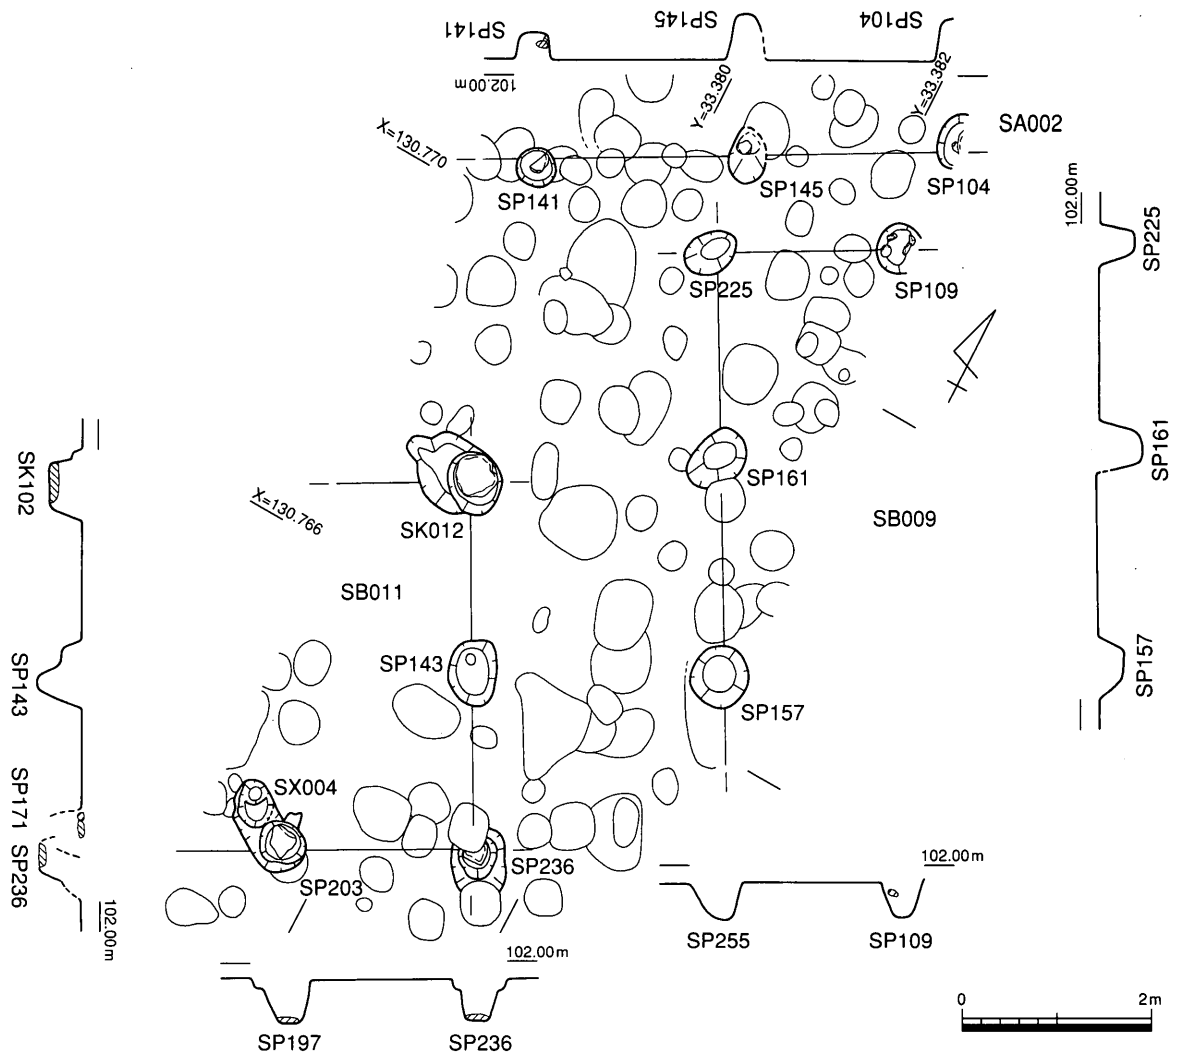 SP141
SP145
SP104
102.00m
Y=33.380
Y=33.382
X=130.770
SA002
SP141
SP145
SP104
102.00m
SP225
SP225
SP109
SP161
SP161
SK102
SK012
X=130.766
SB009
SB011
SP143
SP143
SP157
SP157
SX004
SP171
SP236
SP203
SP236
102.00m
102.00m
SP255
SP109
102.00m
SP197
SP236
0
2m